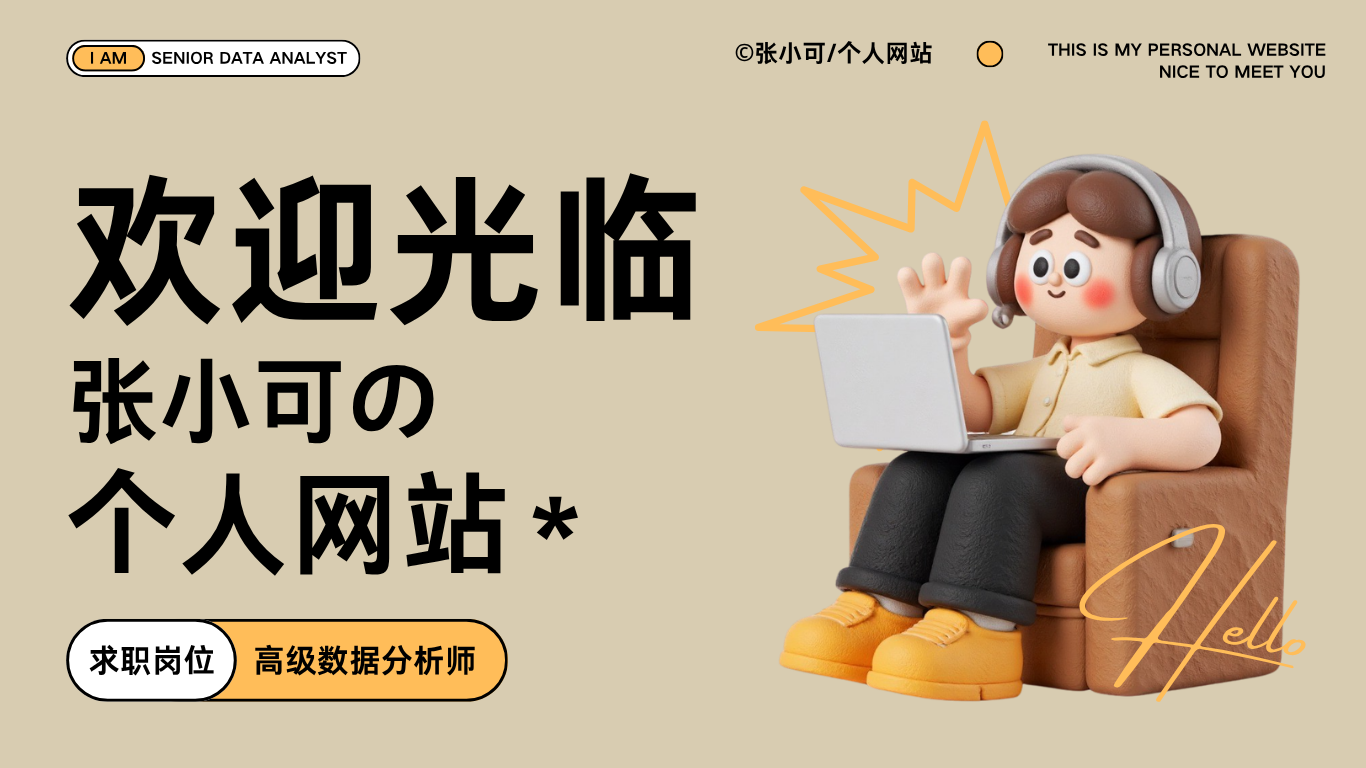 I AM SENIOR DATA ANALYST
©张小可/个人网站
THIS IS MY PERSONAL WEBSITE
NICE TO MEET YOU
欢迎光临
张小可の
个人网站 *
求职岗位 高级数据分析师
Hello